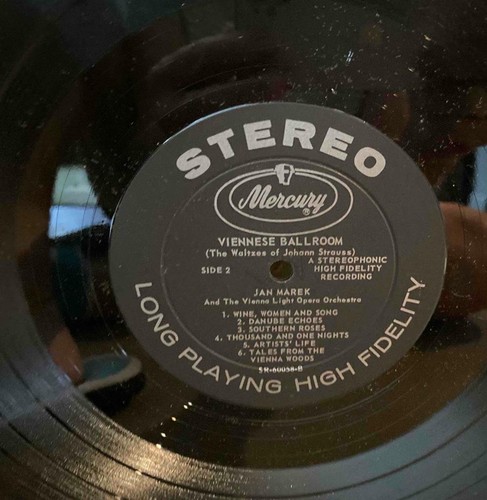 STEREO
Mercury®
VIENNESE BALLROOM
(The Waltzes of Johann Strauss)
SIDE 2
A STEREOPHONIC
HIGH FIDELITY
RECORDING
JAN MAREK
And The Vienna Light Opera Orchestra
1. WINE, WOMEN AND SONG
2. DANUBE ECHOES
3. SOUTHERN ROSES
4. THOUSAND AND ONE NIGHTS
5. ARTISTS' LIFE
6. TALES FROM THE
VIENNA WOODS
SR-60038-B
LONG PLAYING HIGH FIDELITY